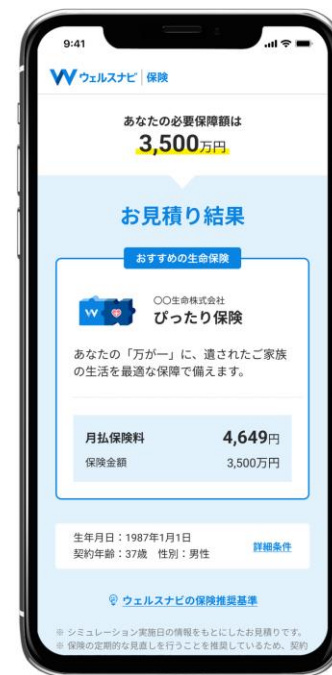 9:41
W ウェルスナビ | 保険
あなたの必要保障額は
3,500万円
お見積り結果
おすすめの生命保険
W
〇〇生命株式会社
ぴったり保険
あなたの「万が一」に、遺されたご家族
の生活を最適な保障で備えます。
月払保険料 4,649円
保険金額 3,500万円
生年月日：1987年1月1日
契約年齢：37歳 性別：男性 詳細条件
ウェルスナビの保険推奨基準
※ シミュレーション実施日の情報をもとにしたお見積りです。
※ 保険の定期的な見直しを行うことを推奨しているため、契約